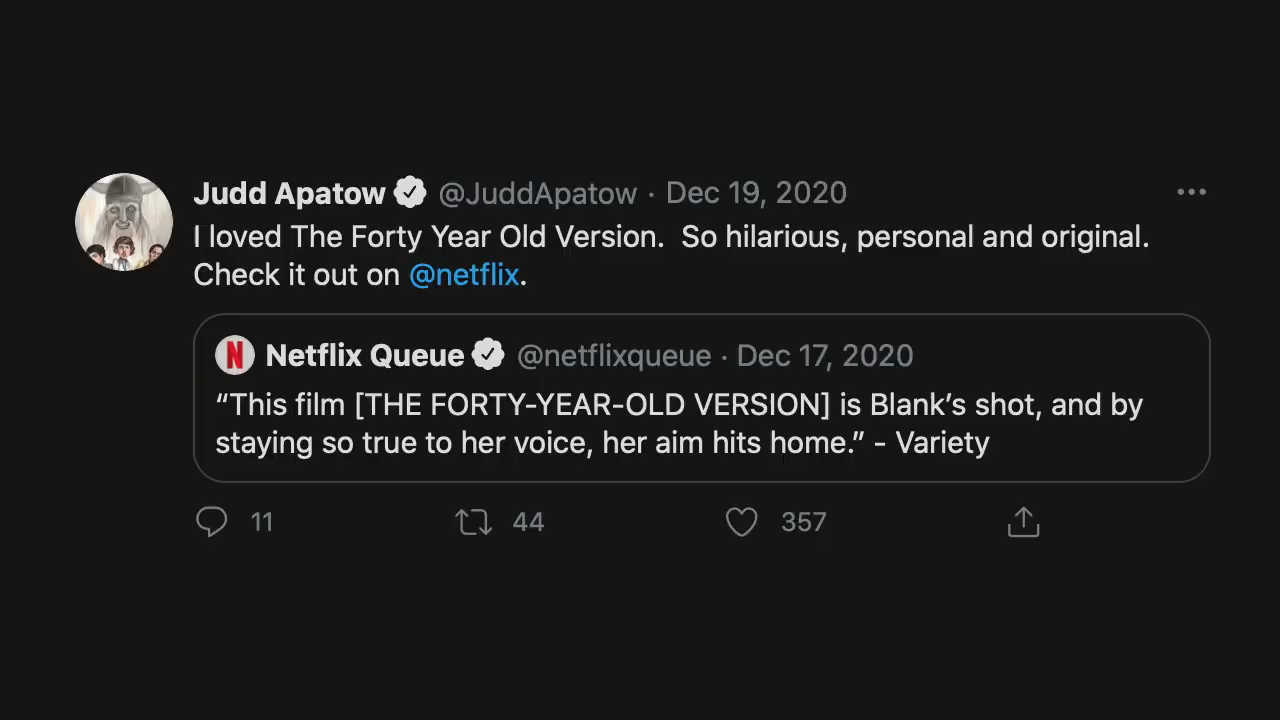 Judd Apatow @JuddApatow · Dec 19, 2020
I loved The Forty Year Old Version.  So hilarious, personal and original.
Check it out on @netflix.
N Netflix Queue @netflixqueue · Dec 17, 2020
“This film [THE FORTY-YEAR-OLD VERSION] is Blank’s shot, and by
staying so true to her voice, her aim hits home.” - Variety
11 44 357